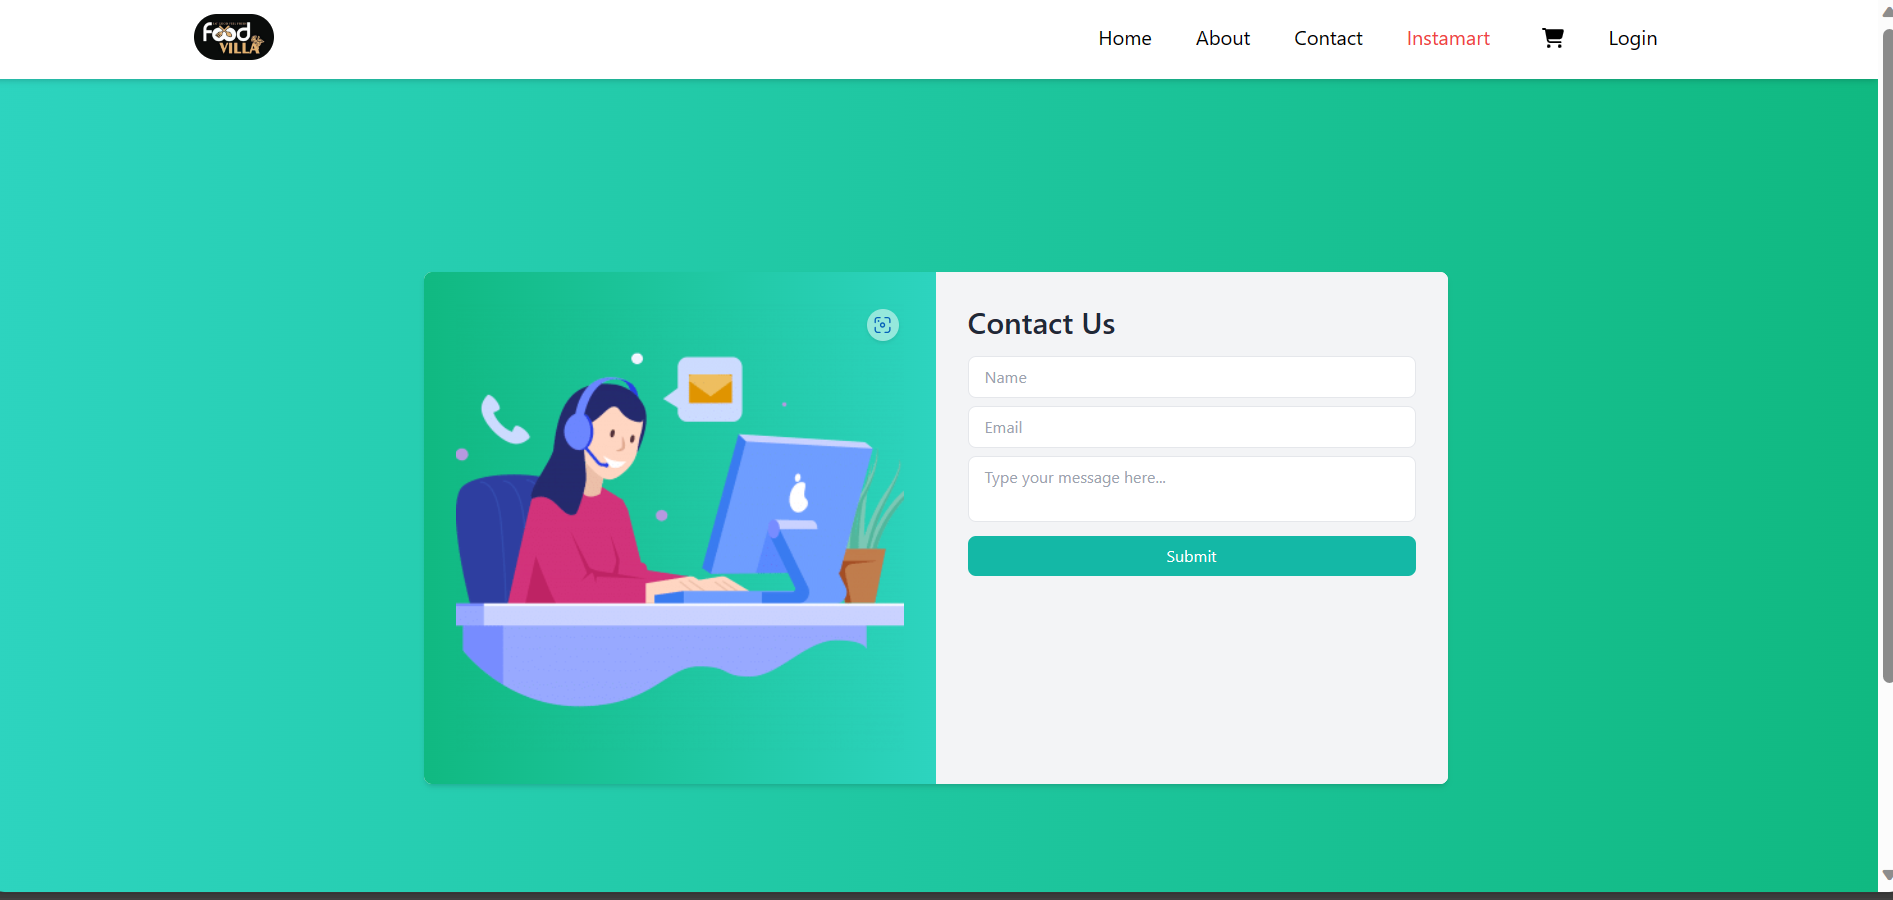 food
VILLA
Home About Contact Instamart Login
Contact Us
Name
Email
Type your message here...
Submit